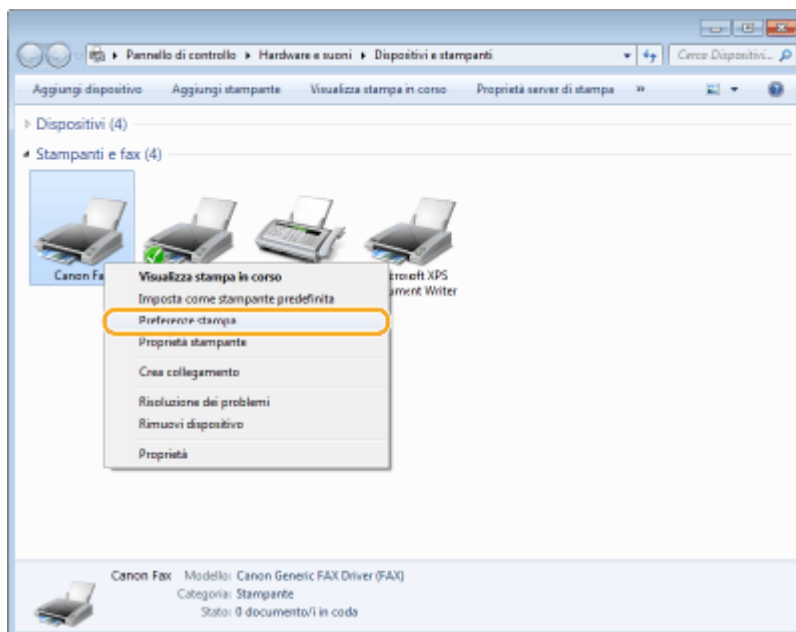 Pannello di controllo ▸ Hardware e suoni ▸ Dispositivi e stampanti
Cerca Dispositivi...
Aggiungi dispositivo Aggiungi stampante Visualizza stampa in corso Proprietà server di stampa »
Dispositivi (4)
Stampanti e fax (4)
Canon Fa
Microsoft XPS
Document Writer
Visualizza stampa in corso
Imposta come stampante predefinita
Preferenze stampa
Proprietà stampante
Crea collegamento
Risoluzione dei problemi
Rimuovi dispositivo
Proprietà
Canon Fax Modello: Canon Generic FAX Driver (FAX)
Categoria: Stampante
Stato: 0 documento/i in coda